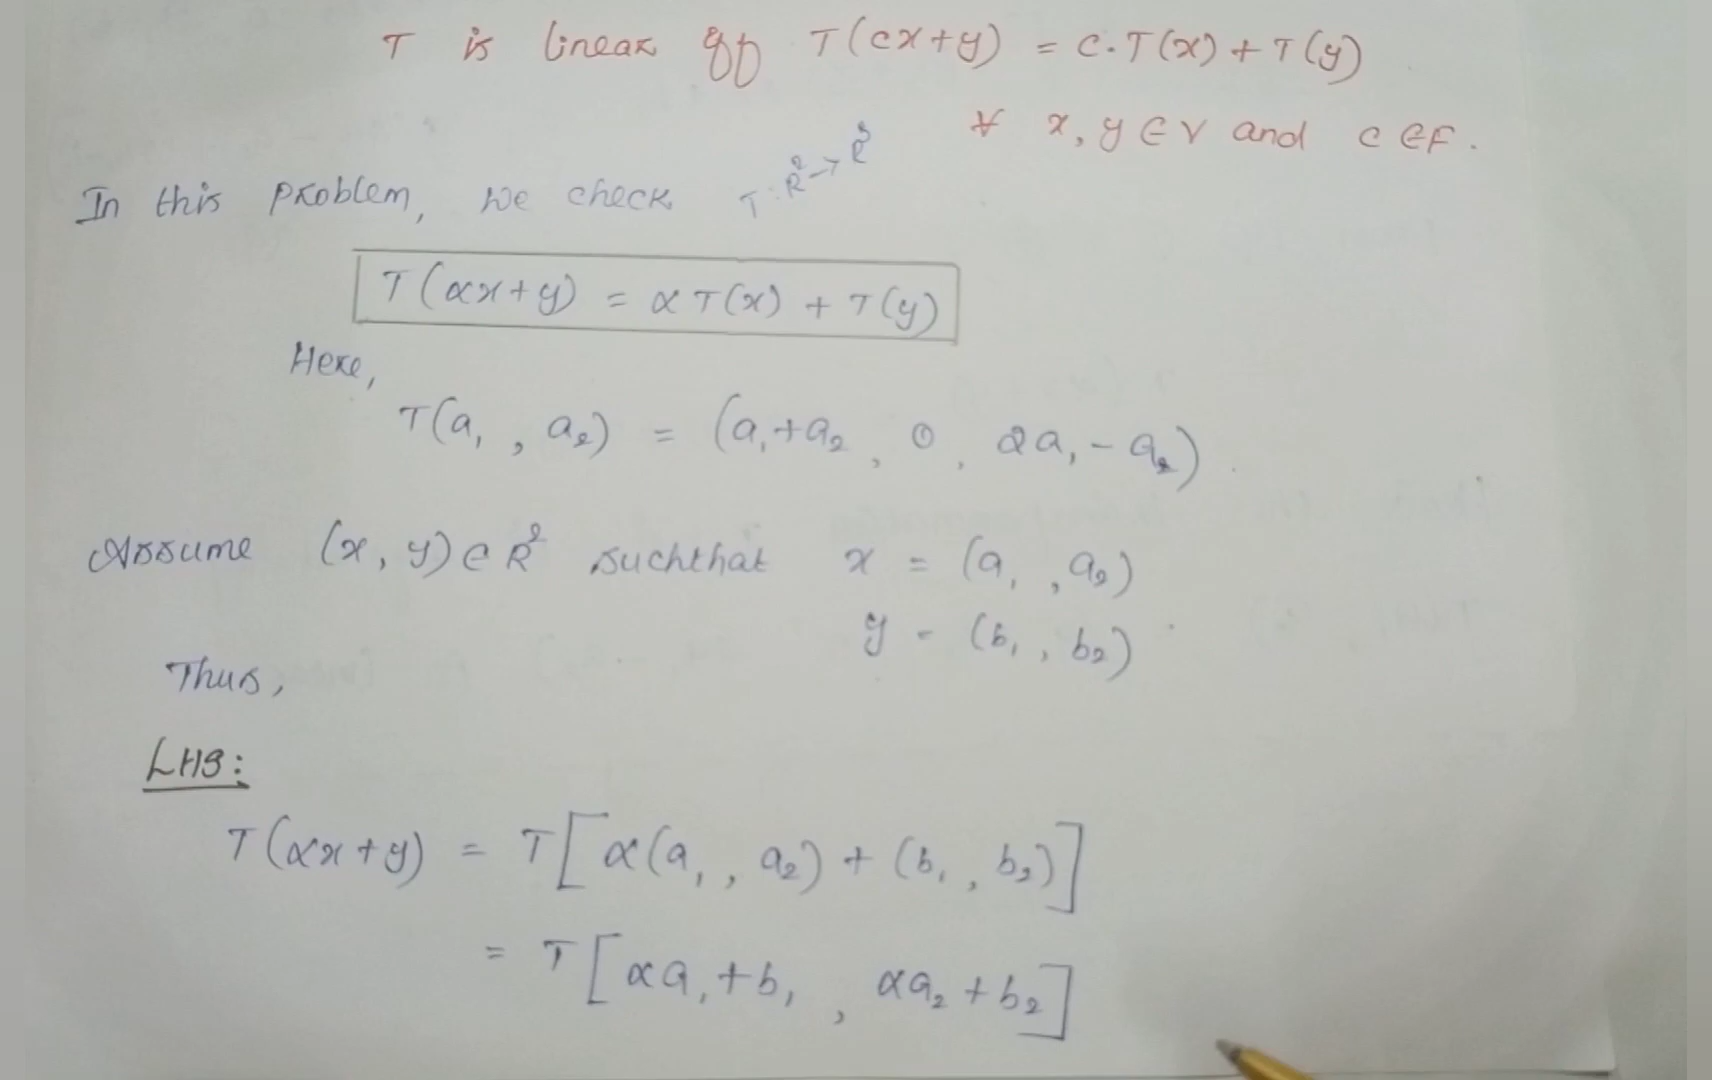 T is linear iff T(cx+y) = c.T(x) + T(y)
∀ x, y ∈ V and c ∈ F.
In this problem, we check T: R² → R³
T(αx+y) = αT(x) + T(y)
Here,
T(a₁, a₂) = (a₁+a₂, 0, 2a₁-a₂)
Assume (x, y) ∈ R² suchthat x = (a₁, a₂)
y = (b₁, b₂)
Thus,
LHS:
T(αx+y) = T[α(a₁, a₂) + (b₁, b₂)]
= T[αa₁+b₁, αa₂+b₂]